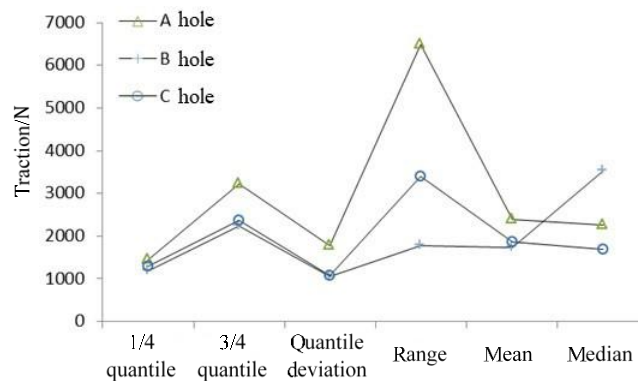 7000
6000
5000
4000
3000
2000
1000
0
Traction/N
A hole
B hole
C hole
1/4 quantile
3/4 quantile
Quantile deviation
Range
Mean
Median